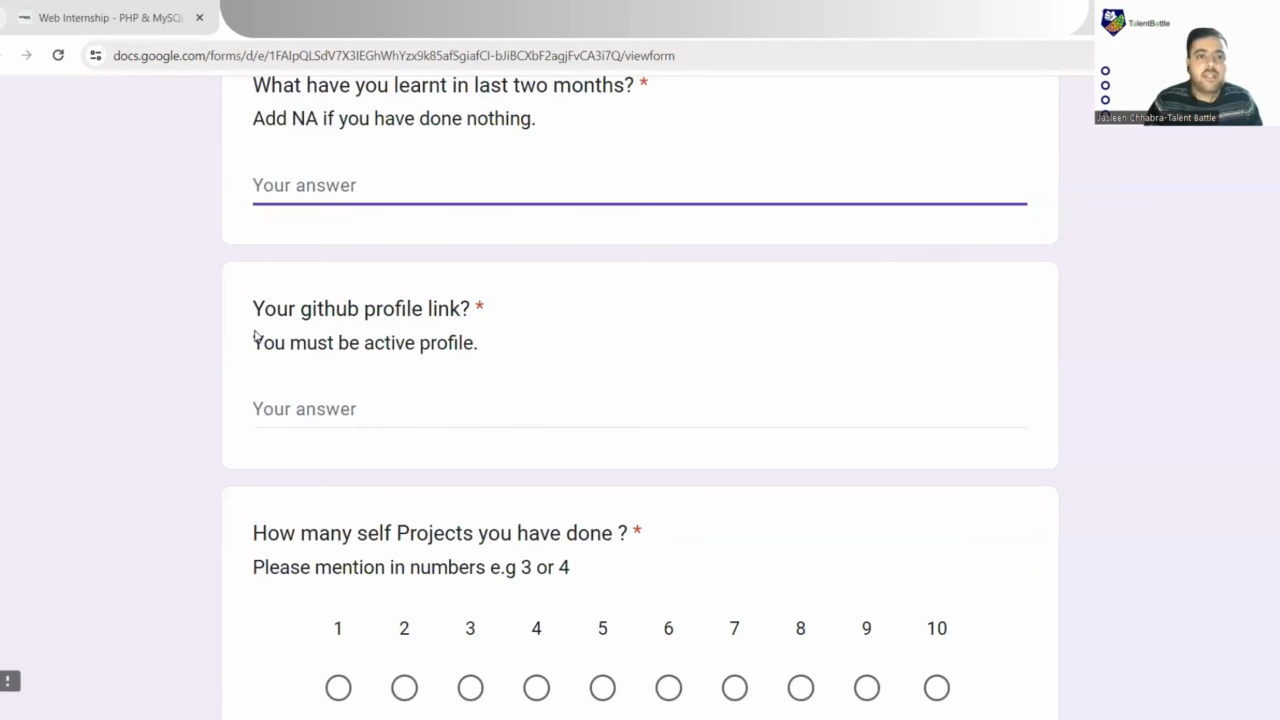 Web Internship - PHP & MySQ
docs.google.com/forms/d/e/1FAIpQLSdV7X3IEGhWhYzx9k85afSgiafCI-bJiBCXbF2agjFvCA3i7Q/viewform
TalentBattle
Jasleen Chhabra-Talent Battle
What have you learnt in last two months? *
Add NA if you have done nothing.
Your answer
Your github profile link? *
You must be active profile.
Your answer
How many self Projects you have done ? *
Please mention in numbers e.g 3 or 4
1 2 3 4 5 6 7 8 9 10